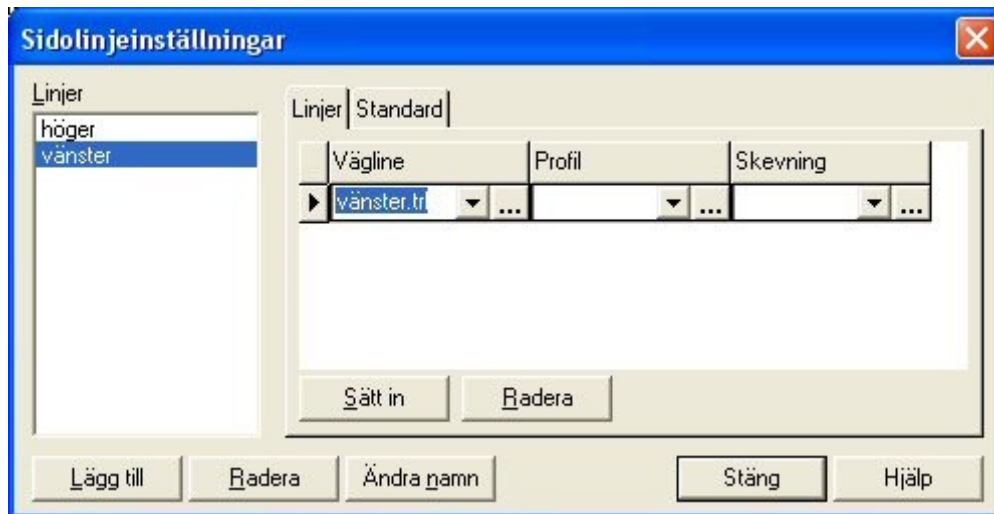 Sidolinjeinställningar
Linjer
höger
vänster
Linjer Standard
Vägline Profil Skevning
vänster.trl ... ... ...
Sätt in Radera
Lägg till Radera Ändra namn Stäng Hjälp